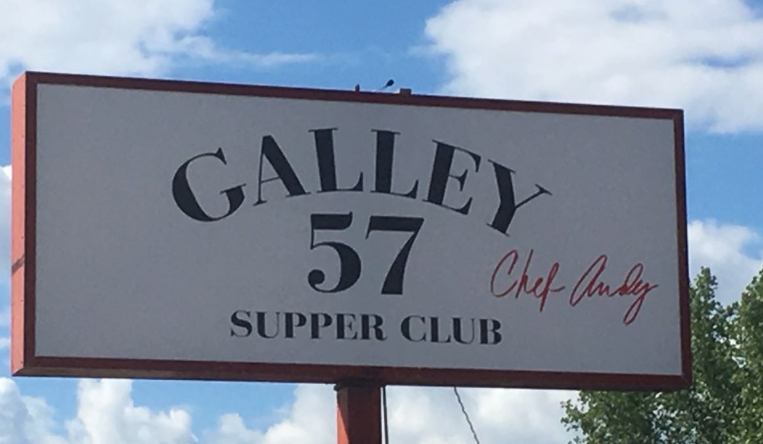 GALLEY
57
SUPPER CLUB
Chef Andy